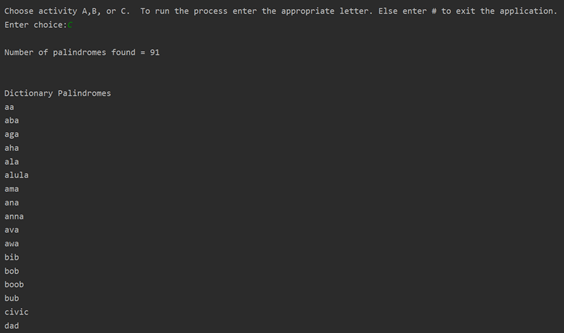 Choose activity A,B, or C.  To run the process enter the appropriate letter. Else enter # to exit the application.
Enter choice:C
Number of palindromes found = 91
Dictionary Palindromes
aa
aba
aga
aha
ala
alula
ama
ana
anna
ava
awa
bib
bob
boob
bub
civic
dad